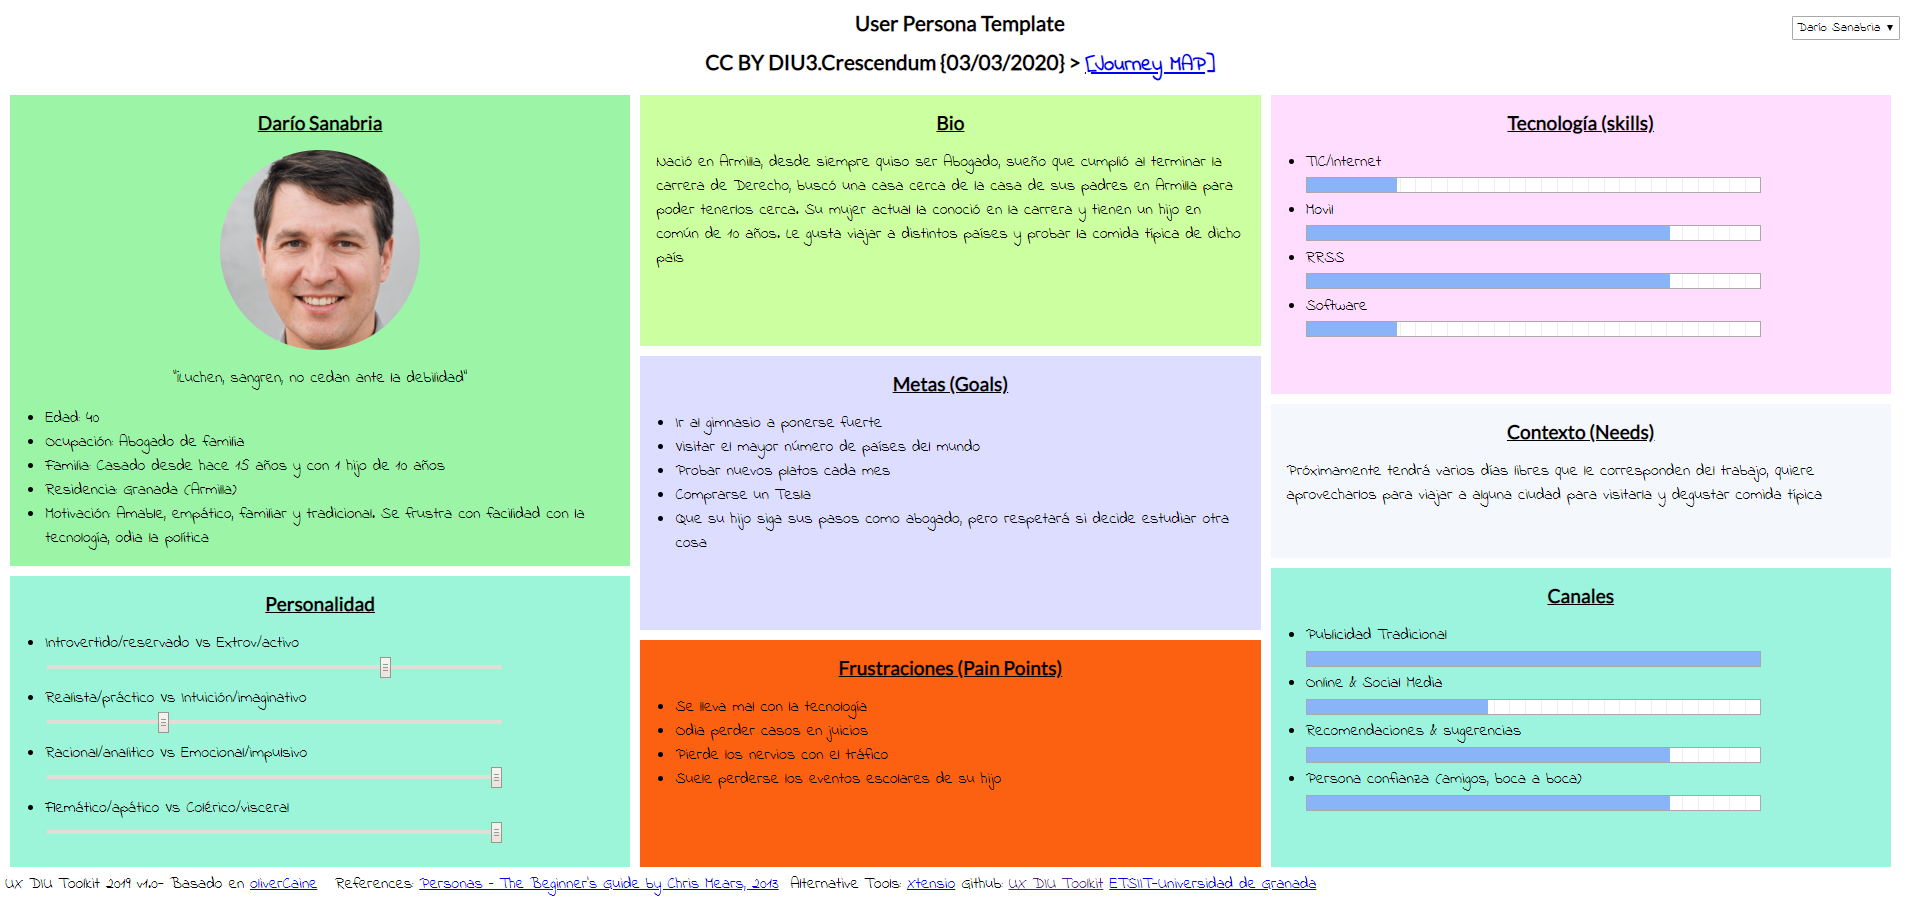 User Persona Template
Darío Sanabria ▼
CC BY DIU3.Crescendum {03/03/2020} > [Journey MAP]
Darío Sanabria
"¡Luchen, sangren, no cedan ante la debilidad"
Edad: 40
Ocupación: Abogado de familia
Familia: Casado desde hace 15 años y con 1 hijo de 10 años
Residencia: Granada (Armilla)
Motivación: Amable, empático, familiar y tradicional. Se frustra con facilidad con la
tecnología, odia la política
Personalidad
Introvertido/reservado Vs Extrov/activo
Realista/práctico Vs Intuición/imaginativo
Racional/analítico Vs Emocional/impulsivo
Flemático/apático Vs Colérico/visceral
Bio
Nació en Armilla, desde siempre quiso ser Abogado, sueño que cumplió al terminar la
carrera de Derecho, buscó una casa cerca de la casa de sus padres en Armilla para
poder tenerlos cerca. Su mujer actual la conoció en la carrera y tienen un hijo en
común de 10 años. Le gusta viajar a distintos países y probar la comida típica de dicho
país
Metas (Goals)
Ir al gimnasio a ponerse fuerte
Visitar el mayor número de países del mundo
Probar nuevos platos cada mes
Comprarse un Tesla
Que su hijo siga sus pasos como abogado, pero respetará si decide estudiar otra
cosa
Frustraciones (Pain Points)
Se lleva mal con la tecnología
Odia perder casos en juicios
Pierde los nervios con el tráfico
Suele perderse los eventos escolares de su hijo
Tecnología (skills)
TIC/Internet
Movil
RRSS
Software
Contexto (Needs)
Próximamente tendrá varios días libres que le corresponden del trabajo, quiere
aprovecharlos para viajar a alguna ciudad para visitarla y degustar comida típica
Canales
Publicidad Tradicional
Online & Social Media
Recomendaciones & sugerencias
Persona confianza (amigos, boca a boca)
UX DIU Toolkit 2019 v1.0- Basado en oliverCaine References: Personas - The Beginner's Guide by Chris Mears, 2013 Alternative Tools: Xtensio Github: UX DIU Toolkit ETSIIT-Universidad de Granada